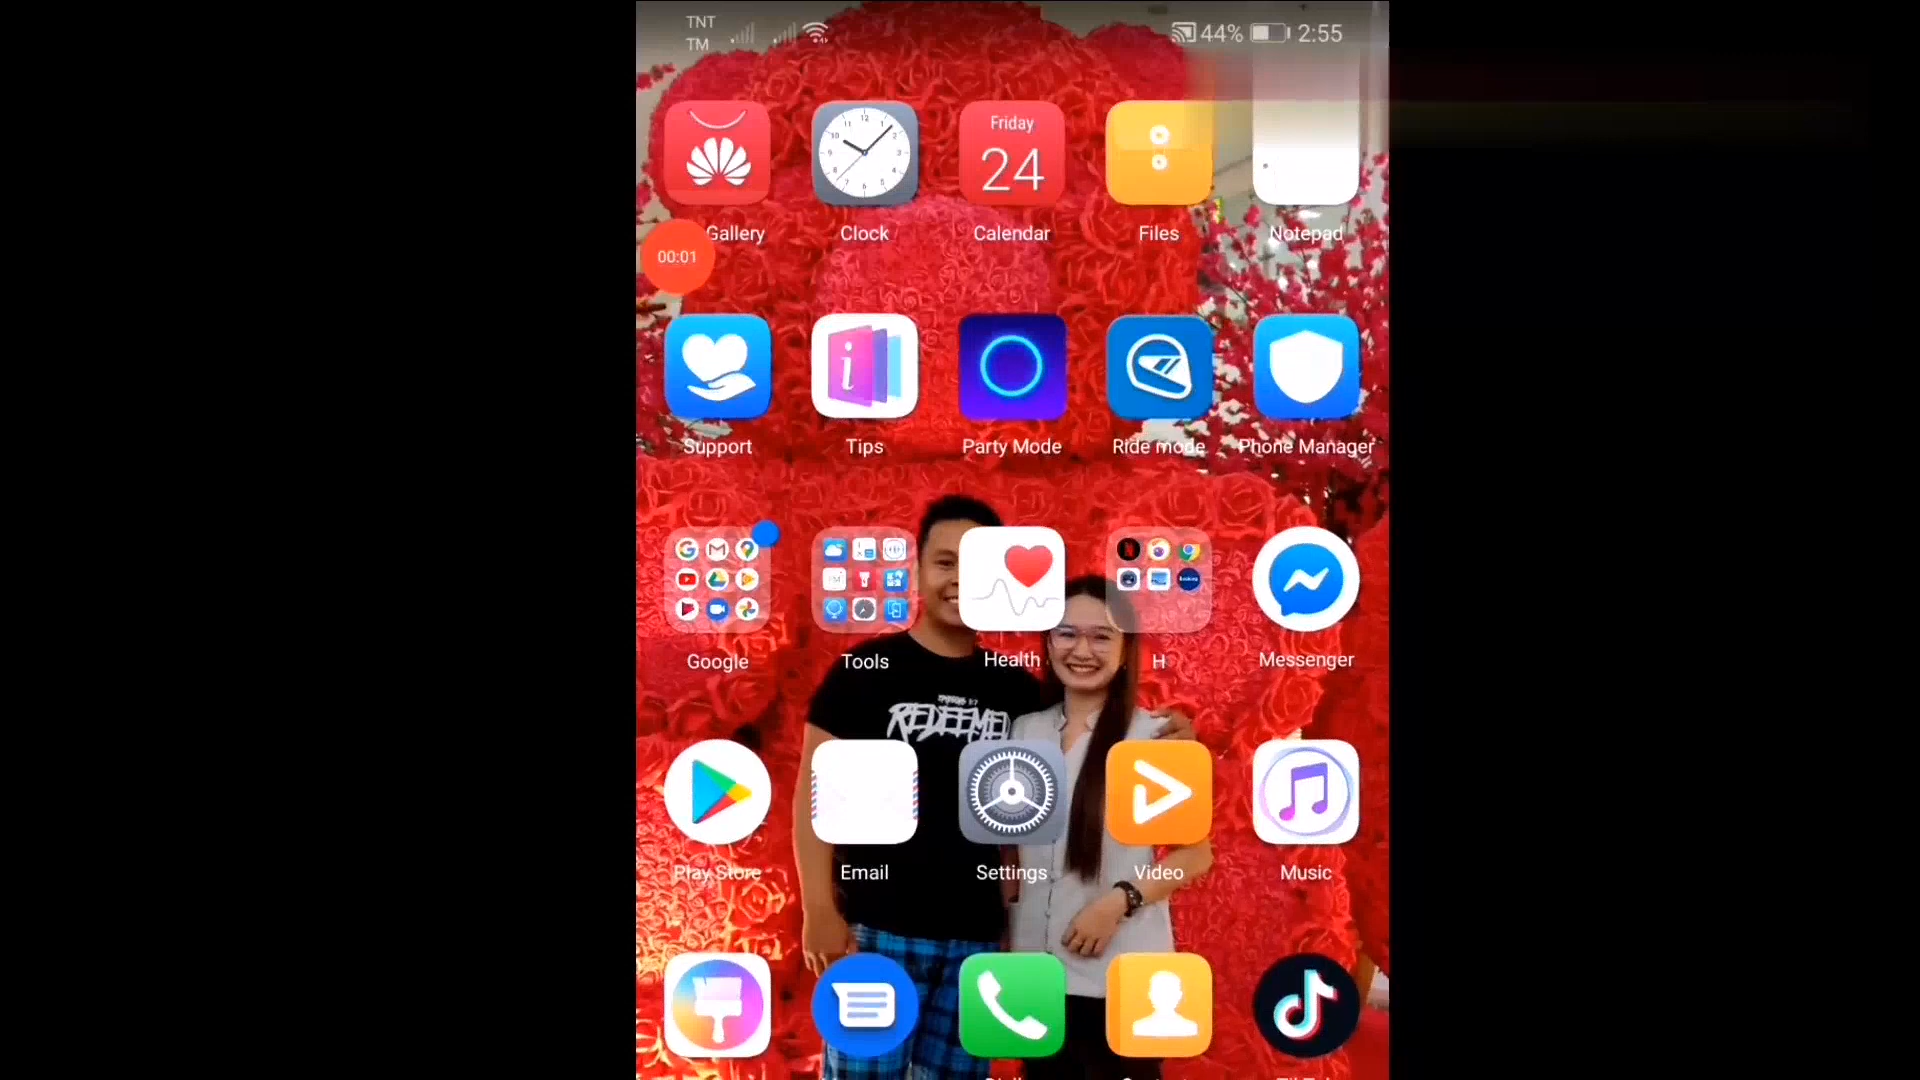 TNT
TM
44% 2:55
Friday
24
Gallery Clock Calendar Files Notepad
00:01
Support Tips Party Mode Ride mode Phone Manager
Google Tools Health H Messenger
REDEEMED
Play Store Email Settings Video Music